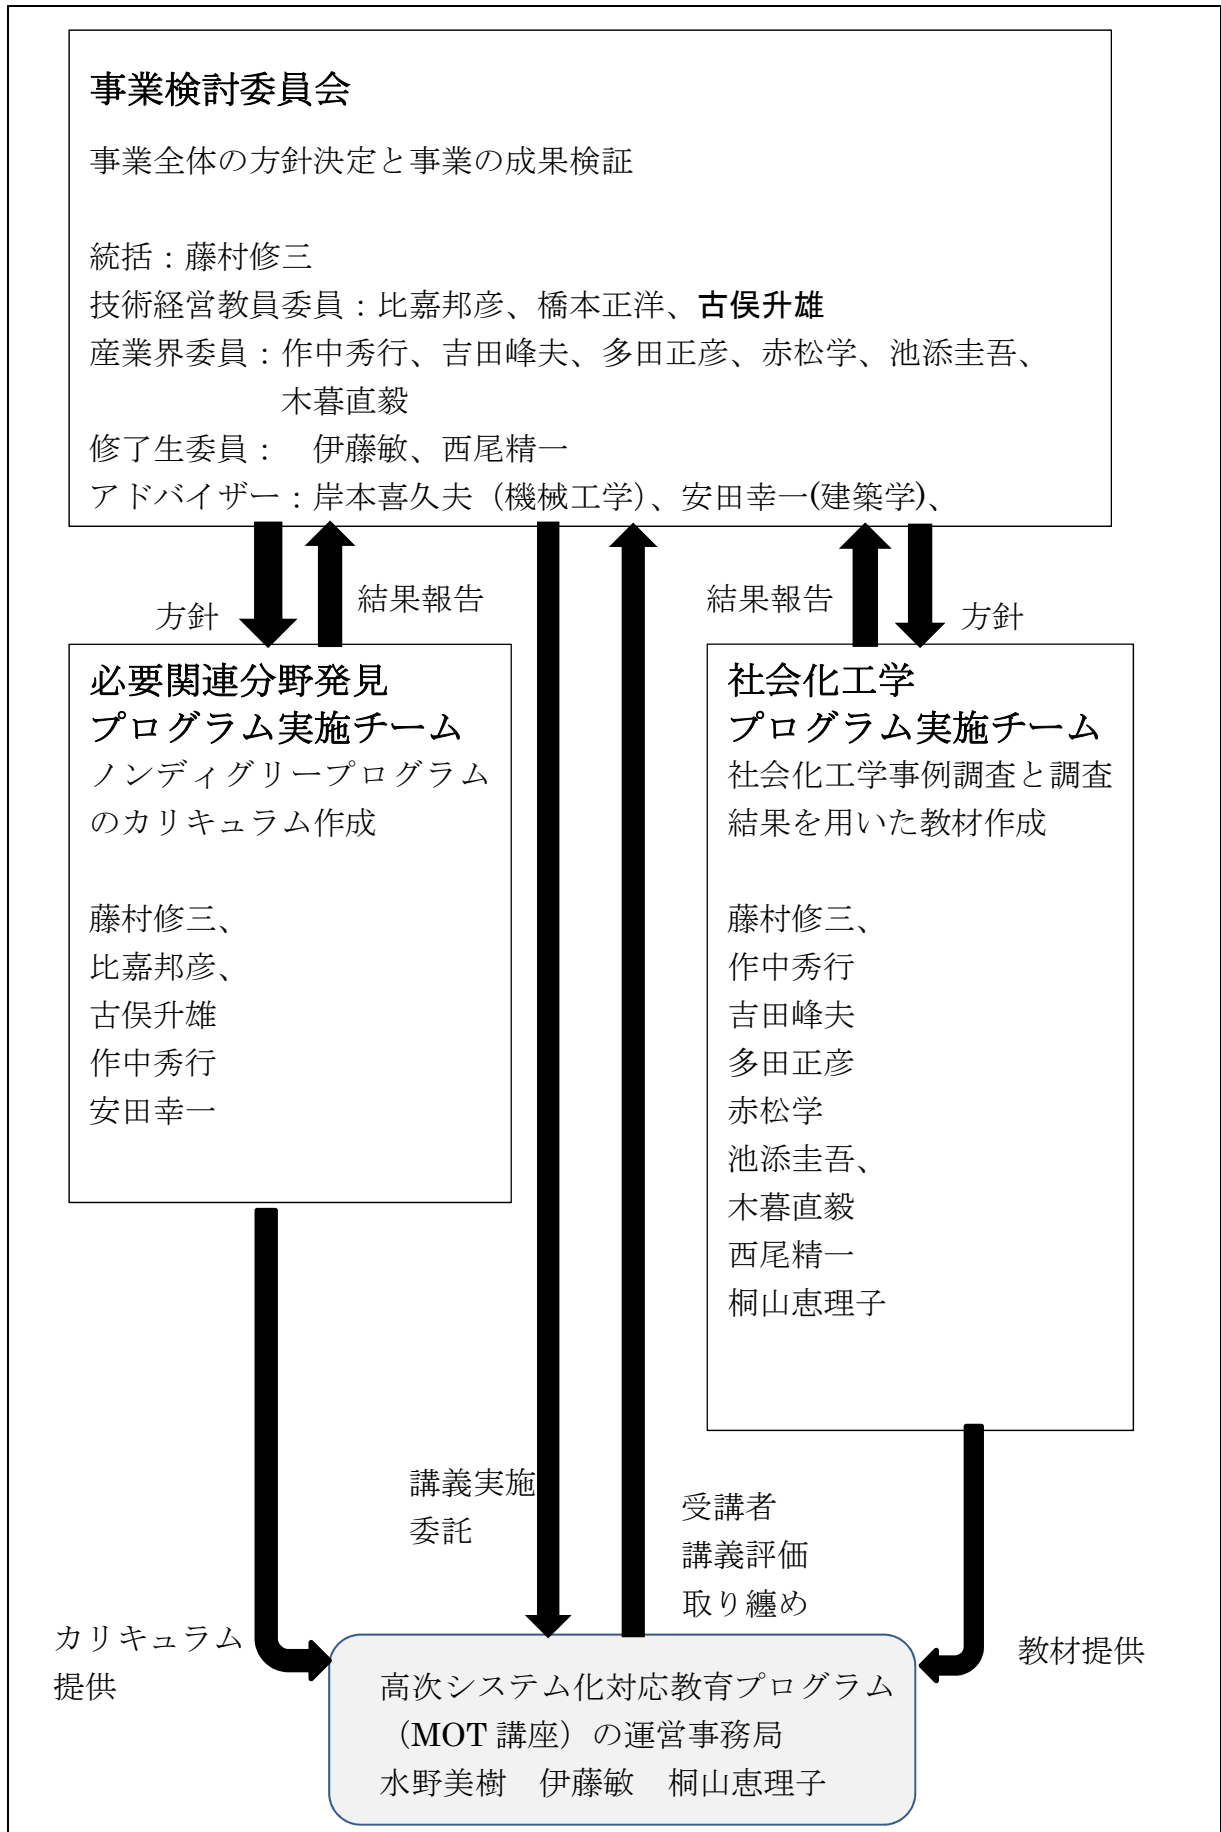 事業検討委員会
事業全体の方針決定と事業の成果検証
統括：藤村修三
技術経営教員委員：比嘉邦彦、橋本正洋、古俣升雄
産業界委員：作中秀行、吉田峰夫、多田正彦、赤松学、池添圭吾、
木暮直毅
修了生委員：　伊藤敏、西尾精一
アドバイザー：岸本喜久夫（機械工学）、安田幸一(建築学)、
方針
結果報告
結果報告
方針
必要関連分野発見
プログラム実施チーム
ノンディグリープログラム
のカリキュラム作成
藤村修三、
比嘉邦彦、
古俣升雄
作中秀行
安田幸一
社会化工学
プログラム実施チーム
社会化工学事例調査と調査
結果を用いた教材作成
藤村修三、
作中秀行
吉田峰夫
多田正彦
赤松学
池添圭吾、
木暮直毅
西尾精一
桐山恵理子
講義実施
委託
受講者
講義評価
取り纏め
カリキュラム
提供
教材提供
高次システム化対応教育プログラム
（MOT 講座）の運営事務局
水野美樹　伊藤敏　桐山恵理子